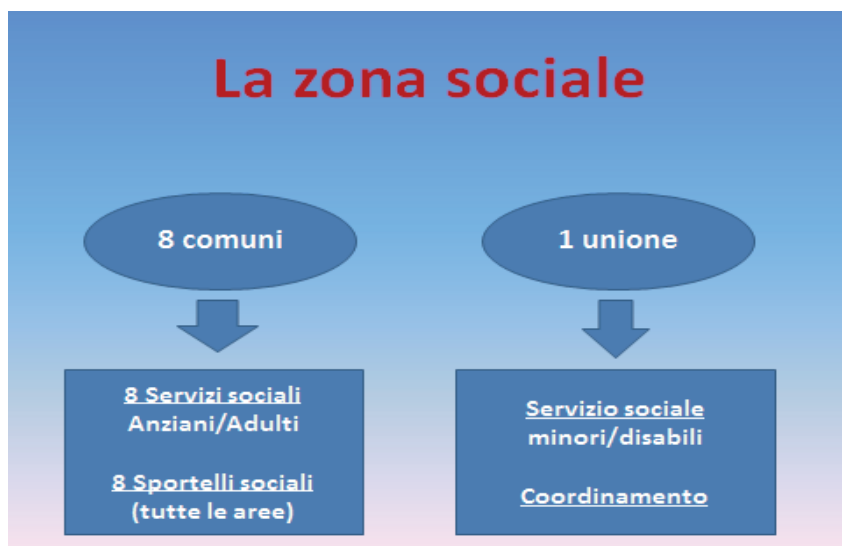 La zona sociale
8 comuni
1 unione
8 Servizi sociali
Anziani/Adulti
8 Sportelli sociali
(tutte le aree)
Servizio sociale
minori/disabili
Coordinamento